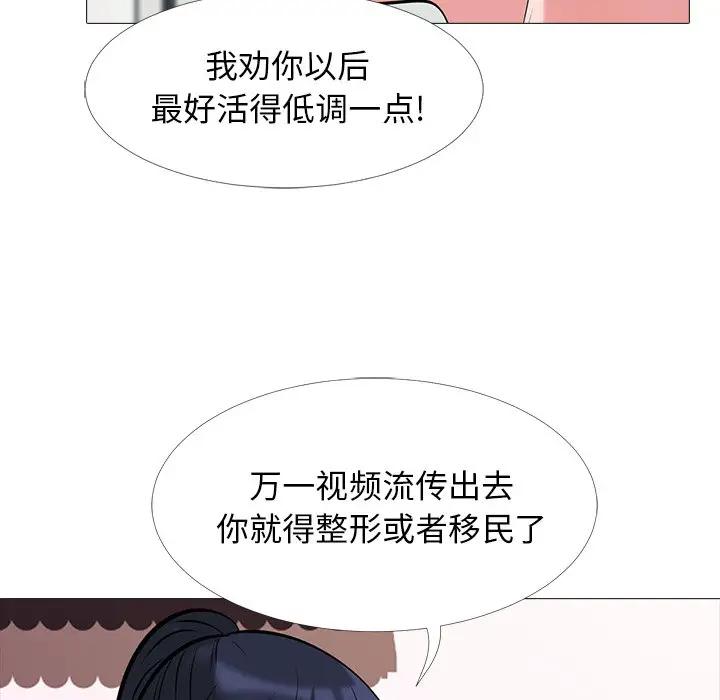 我劝你以后
最好活得低调一点!
万一视频流传出去
你就得整形或者移民了